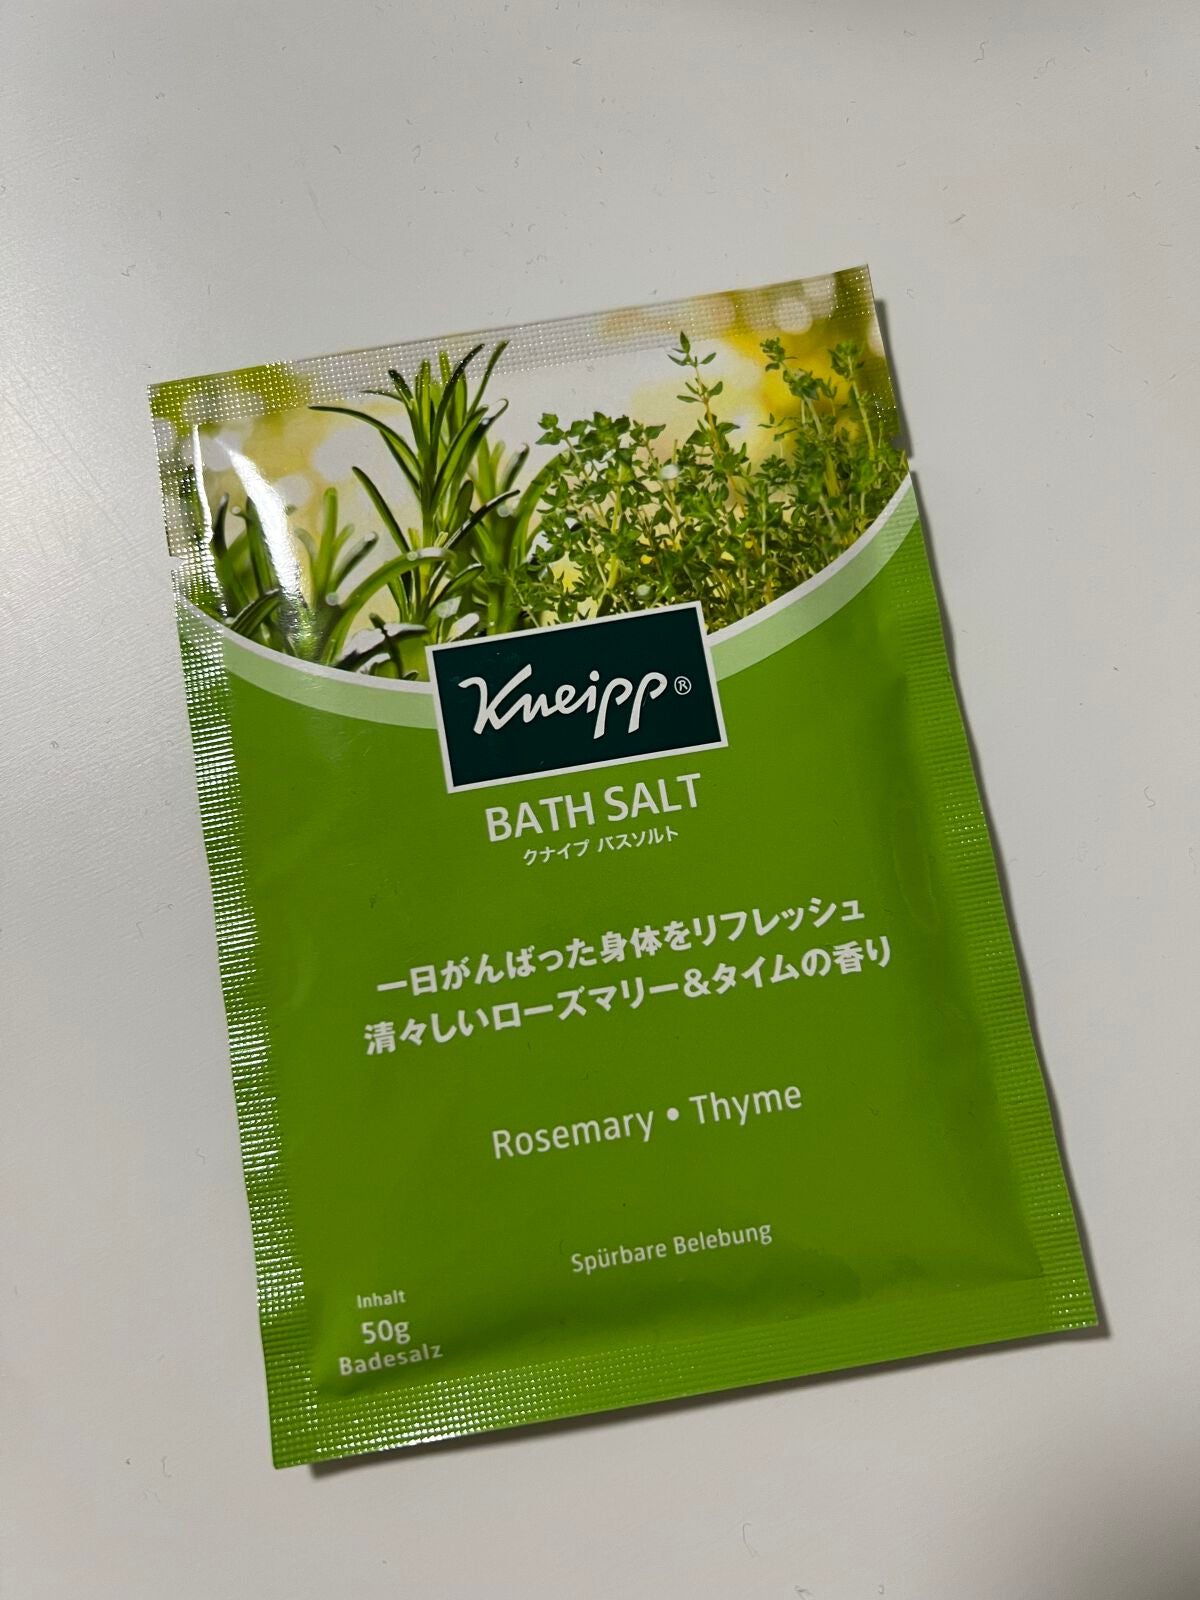 Kneipp®
BATH SALT
クナイプ バスソルト
一日がんばった身体をリフレッシュ
清々しいローズマリー&タイムの香り
Rosemary • Thyme
Spürbare Belebung
Inhalt
50g
Badesalz